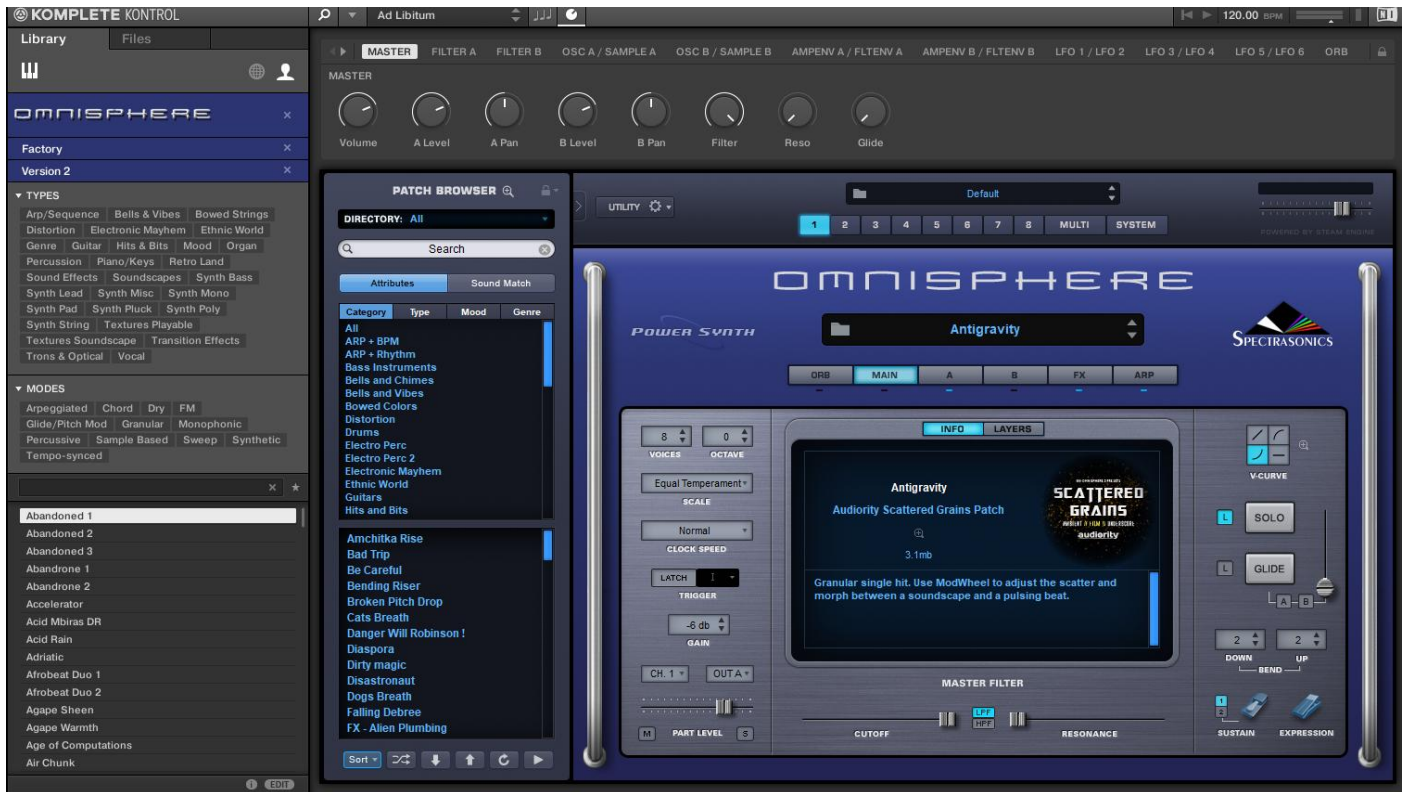 KOMPLETE KONTROL
Ad Libitum
120.00 BPM
Library Files
OMNISPHERE
Factory
Version 2
TYPES
Arp/Sequence Bells & Vibes Bowed Strings
Distortion Electronic Mayhem Ethnic World
Genre Guitar Hits & Bits Mood Organ
Percussion Piano/Keys Retro Land
Sound Effects Soundscapes Synth Bass
Synth Lead Synth Misc Synth Mono
Synth Pad Synth Pluck Synth Poly
Synth String Textures Playable
Textures Soundscape Transition Effects
Trons & Optical Vocal
MODES
Arpeggiated Chord Dry FM
Glide/Pitch Mod Granular Monophonic
Percussive Sample Based Sweep Synthetic
Tempo-synced
Abandoned 1
Abandoned 2
Abandoned 3
Abandrone 1
Abandrone 2
Accelerator
Acid Mbiras DR
Acid Rain
Adriatic
Afrobeat Duo 1
Afrobeat Duo 2
Agape Sheen
Agape Warmth
Age of Computations
Air Chunk
EDIT
MASTER FILTER A FILTER B OSC A / SAMPLE A OSC B / SAMPLE B AMPENV A / FLTENV A AMPENV B / FLTENV B LFO 1 / LFO 2 LFO 3 / LFO 4 LFO 5 / LFO 6 ORB
MASTER
Volume A Level A Pan B Level B Pan Filter Reso Glide
PATCH BROWSER
DIRECTORY: All
Search
Attributes Sound Match
Category Type Mood Genre
All
ARP + BPM
ARP + Rhythm
Bass Instruments
Bells and Chimes
Bells and Vibes
Bowed Colors
Distortion
Drums
Electro Perc
Electro Perc 2
Electronic Mayhem
Ethnic World
Guitars
Hits and Bits
Amchitka Rise
Bad Trip
Be Careful
Bending Riser
Broken Pitch Drop
Cats Breath
Danger Will Robinson !
Diaspora
Dirty magic
Disastronaut
Dogs Breath
Falling Debree
FX - Alien Plumbing
Sort
UTILITY
Default
1 2 3 4 5 6 7 8 MULTI SYSTEM
POWERED BY STEAM ENGINE
OMNISPHERE
POWER SYNTH
Antigravity
SPECTRASONICS
ORB MAIN A B FX ARP
8 0
VOICES OCTAVE
Equal Temperament
SCALE
Normal
CLOCK SPEED
LATCH
TRIGGER
-6 db
GAIN
CH. 1 OUT A
M PART LEVEL S
INFO LAYERS
Antigravity
Audiority Scattered Grains Patch
3.1mb
SCATTERED
GRAINS
audiority
Granular single hit. Use ModWheel to adjust the scatter and
morph between a soundscape and a pulsing beat.
MASTER FILTER
LPF
HPF
CUTOFF RESONANCE
V-CURVE
L SOLO
L GLIDE
A B
2 2
DOWN UP
BEND
1
2
SUSTAIN EXPRESSION